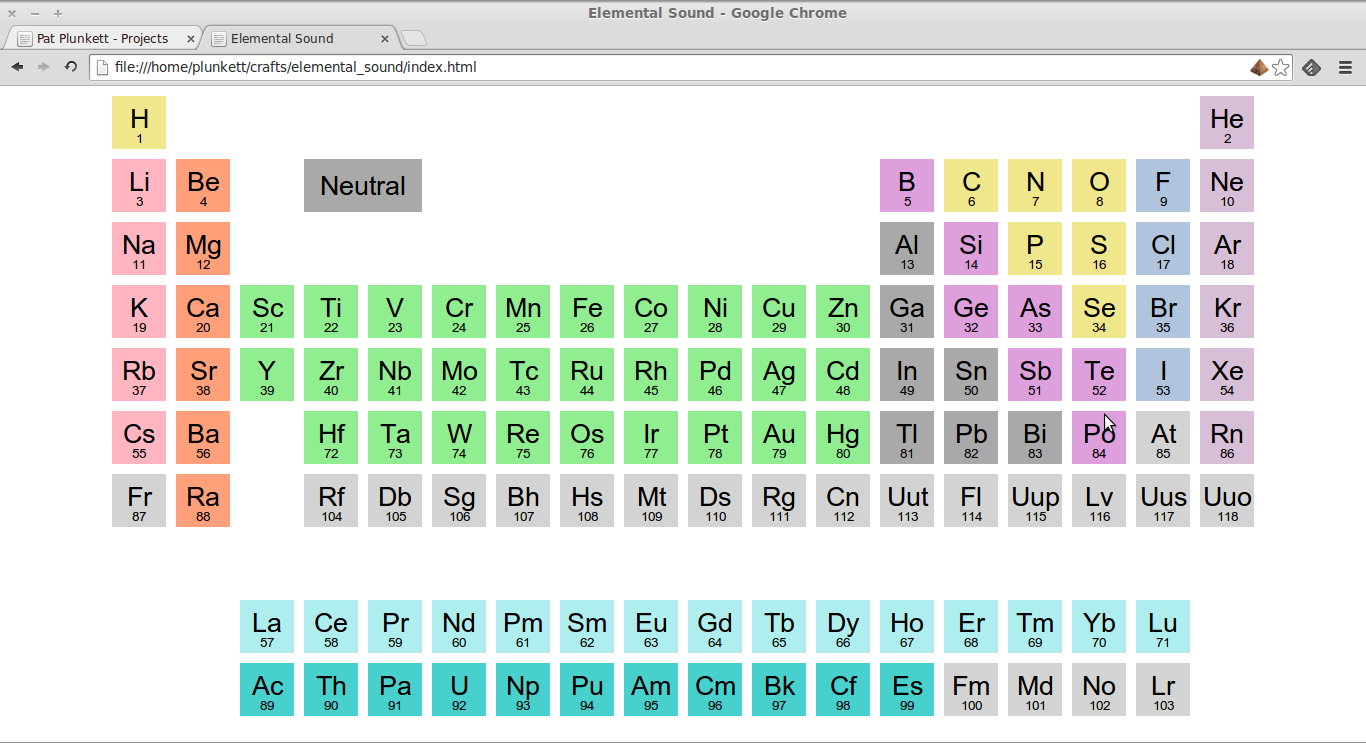 Elemental Sound - Google Chrome
Pat Plunkett - Projects
Elemental Sound
file:///home/plunkett/crafts/elemental_sound/index.html
H He
1 2
Li Be Neutral B C N O F Ne
3 4 5 6 7 8 9 10
Na Mg Al Si P S Cl Ar
11 12 13 14 15 16 17 18
K Ca Sc Ti V Cr Mn Fe Co Ni Cu Zn Ga Ge As Se Br Kr
19 20 21 22 23 24 25 26 27 28 29 30 31 32 33 34 35 36
Rb Sr Y Zr Nb Mo Tc Ru Rh Pd Ag Cd In Sn Sb Te I Xe
37 38 39 40 41 42 43 44 45 46 47 48 49 50 51 52 53 54
Cs Ba Hf Ta W Re Os Ir Pt Au Hg Tl Pb Bi Po At Rn
55 56 72 73 74 75 76 77 78 79 80 81 82 83 84 85 86
Fr Ra Rf Db Sg Bh Hs Mt Ds Rg Cn Uut Fl Uup Lv Uus Uuo
87 88 104 105 106 107 108 109 110 111 112 113 114 115 116 117 118
La Ce Pr Nd Pm Sm Eu Gd Tb Dy Ho Er Tm Yb Lu
57 58 59 60 61 62 63 64 65 66 67 68 69 70 71
Ac Th Pa U Np Pu Am Cm Bk Cf Es Fm Md No Lr
89 90 91 92 93 94 95 96 97 98 99 100 101 102 103